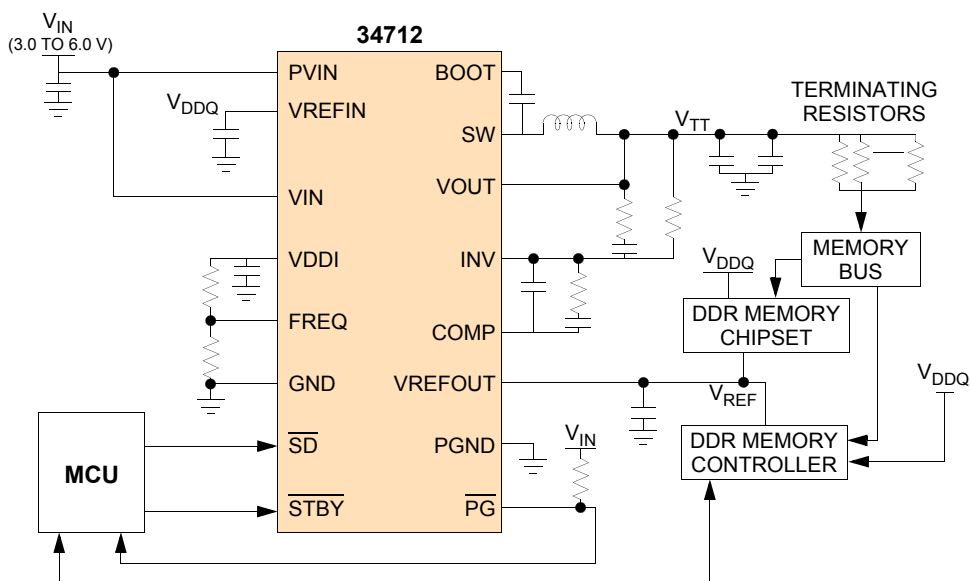 V_IN
(3.0 TO 6.0 V)
34712
PVIN
VREFIN
VIN
VDDI
FREQ
GND
SD
STBY
BOOT
SW
VOUT
INV
COMP
VREFOUT
PGND
PG
V_DDQ
V_TT
TERMINATING
RESISTORS
MEMORY
BUS
V_DDQ
DDR MEMORY
CHIPSET
V_REF
V_DDQ
DDR MEMORY
CONTROLLER
V_IN
MCU